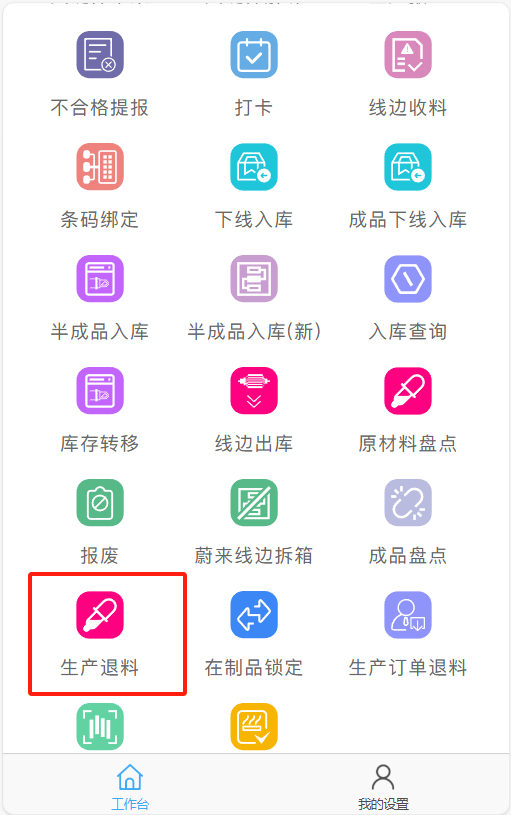 不合格提报 打卡 线边收料
条码绑定 下线入库 成品下线入库
半成品入库 半成品入库(新) 入库查询
库存转移 线边出库 原材料盘点
报废 蔚来线边拆箱 成品盘点
生产退料 在制品锁定 生产订单退料
工作台 我的设置